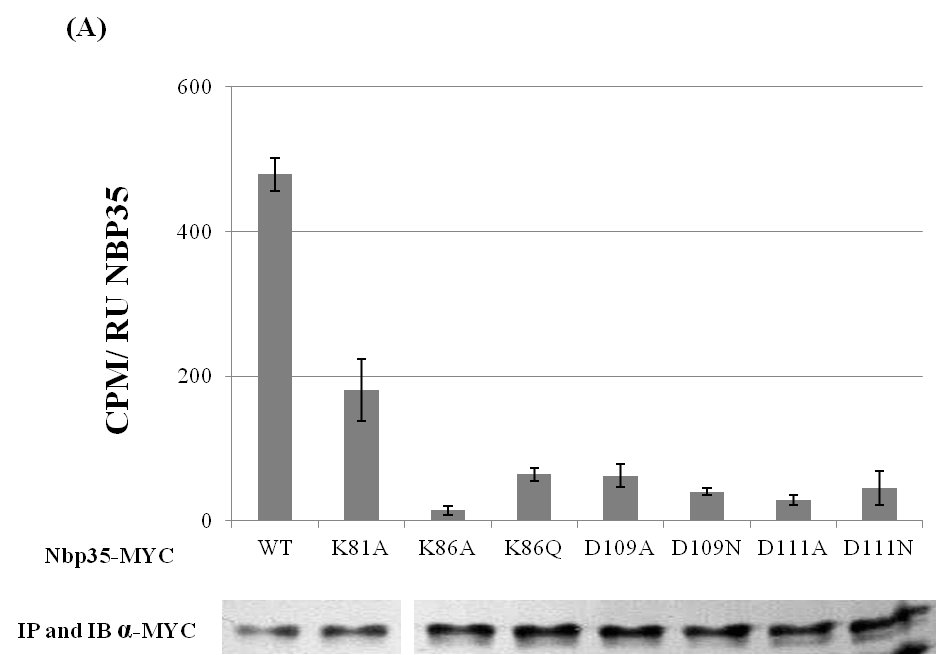 (A)
600
400
200
0
CPM/ RU NBP35
Nbp35-MYC
WT K81A K86A K86Q D109A D109N D111A D111N
IP and IB α-MYC